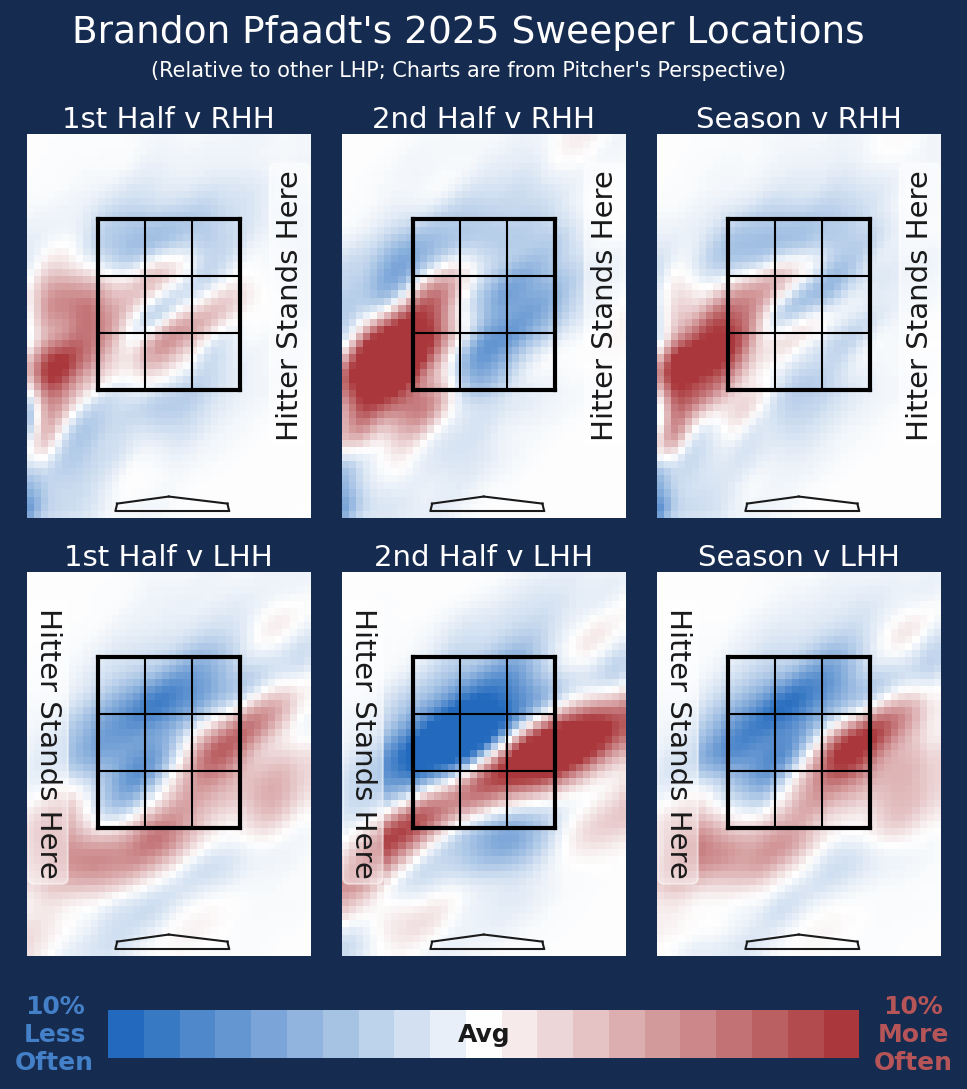 Brandon Pfaadt's 2025 Sweeper Locations
(Relative to other LHP; Charts are from Pitcher's Perspective)
1st Half v RHH
2nd Half v RHH
Season v RHH
Hitter Stands Here
Hitter Stands Here
Hitter Stands Here
1st Half v LHH
2nd Half v LHH
Season v LHH
Hitter Stands Here
Hitter Stands Here
Hitter Stands Here
10%
Less
Often
Avg
10%
More
Often